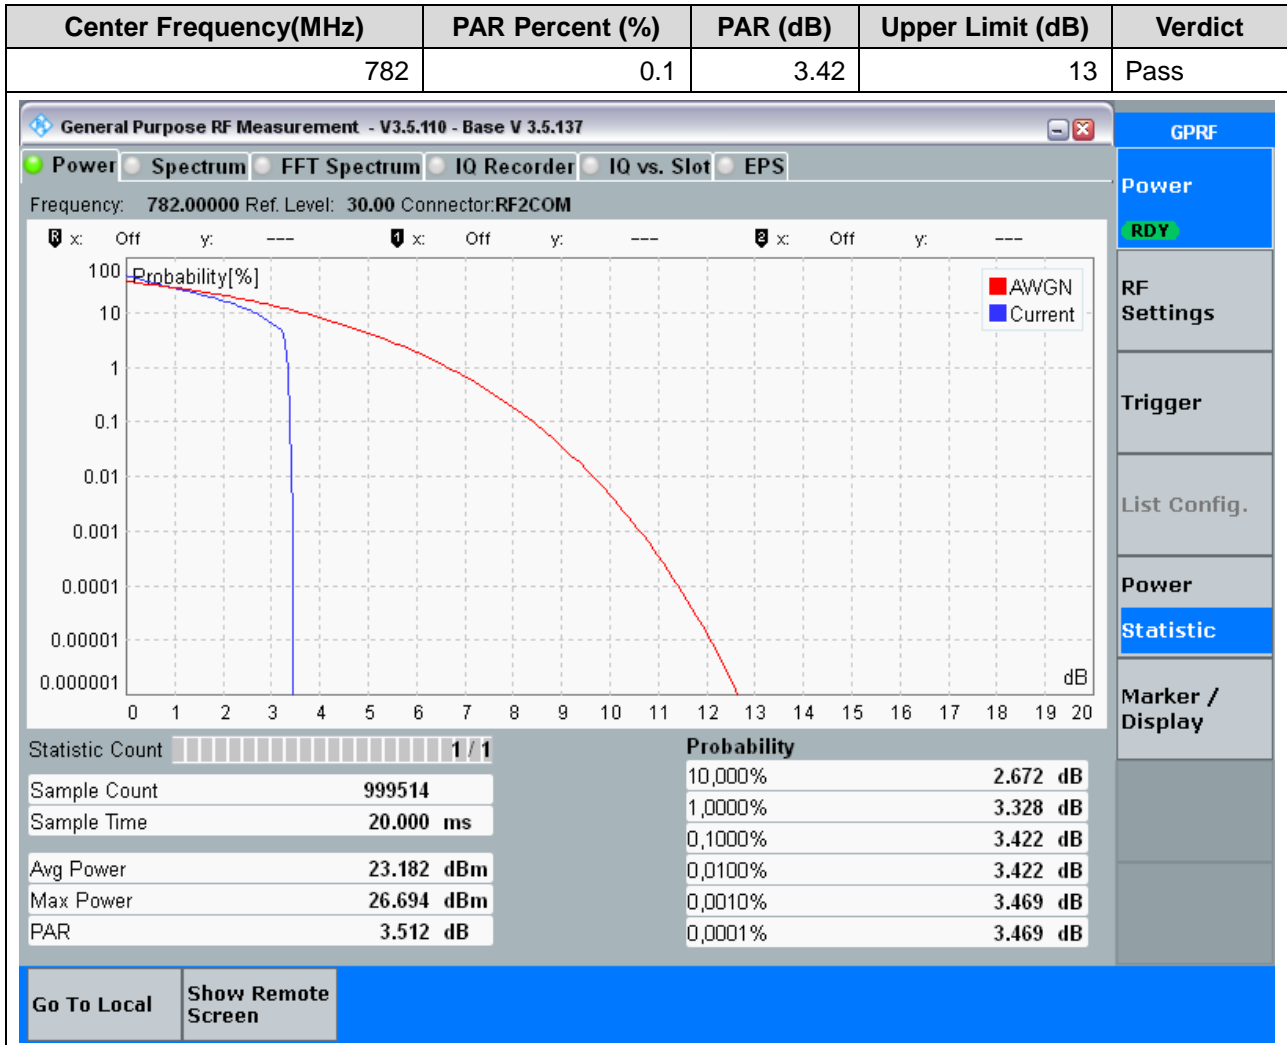 Center Frequency(MHz) PAR Percent (%) PAR (dB) Upper Limit (dB) Verdict
782 0.1 3.42 13 Pass
General Purpose RF Measurement - V3.5.110 - Base V 3.5.137
GPRF
Power Spectrum FFT Spectrum IQ Recorder IQ vs. Slot EPS
Frequency: 782.00000 Ref. Level: 30.00 Connector:RF2COM
R x: Off y: --- 1 x: Off y: --- 2 x: Off y: ---
Probability[%]
100
10
1
0.1
0.01
0.001
0.0001
0.00001
0.000001
AWGN
Current
dB
0 1 2 3 4 5 6 7 8 9 10 11 12 13 14 15 16 17 18 19 20
Statistic Count 1 / 1
Sample Count 999514
Sample Time 20.000 ms
Avg Power 23.182 dBm
Max Power 26.694 dBm
PAR 3.512 dB
Probability
10,000% 2.672 dB
1,0000% 3.328 dB
0,1000% 3.422 dB
0,0100% 3.422 dB
0,0010% 3.469 dB
0,0001% 3.469 dB
Power
RDY
RF
Settings
Trigger
List Config.
Power
Statistic
Marker /
Display
Go To Local
Show Remote
Screen